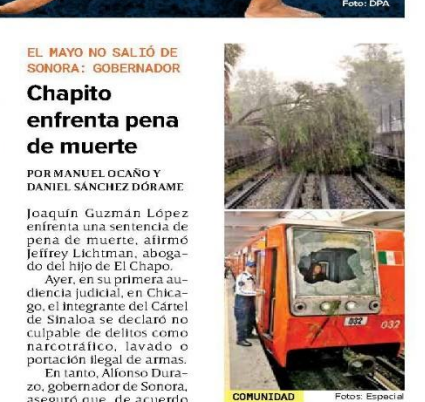 Foto: DPA
EL MAYO NO SALIÓ DE
SONORA: GOBERNADOR
Chapito
enfrenta pena
de muerte
POR MANUEL OCAÑO Y
DANIEL SÁNCHEZ DÓRAME
Joaquín Guzmán López
enfrenta una sentencia de
pena de muerte, afirmó
Jeffrey Lichtman, aboga-
do del hijo de El Chapo.
Ayer, en su primera au-
diencia judicial, en Chica-
go, el integrante del Cártel
de Sinaloa se declaró no
culpable de delitos como
narcotráfico, lavado o
portación ilegal de armas.
En tanto, Alfonso Dura-
zo, gobernador de Sonora,
aseguró que, de acuerdo
032
032
COMUNIDAD
Fotos: Especial